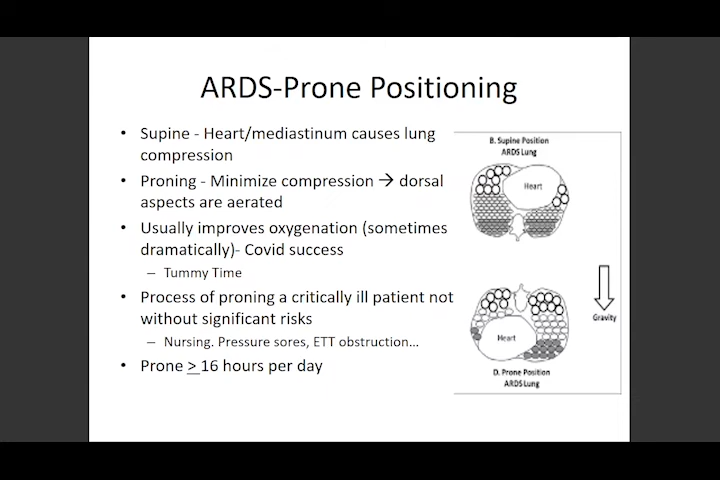 ARDS-Prone Positioning
• Supine - Heart/mediastinum causes lung
compression
• Proning - Minimize compression → dorsal
aspects are aerated
• Usually improves oxygenation (sometimes
dramatically)- Covid success
– Tummy Time
• Process of proning a critically ill patient not
without significant risks
– Nursing. Pressure sores, ETT obstruction...
• Prone > 16 hours per day
B. Supine Position
ARDS Lung
Heart
Gravity
Heart
D. Prone Position
ARDS Lung